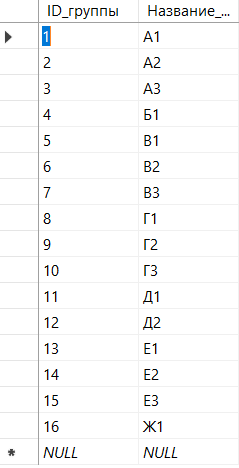 ID_группы Название_...
1 А1
2 А2
3 А3
4 Б1
5 В1
6 В2
7 В3
8 Г1
9 Г2
10 Г3
11 Д1
12 Д2
13 Е1
14 Е2
15 Е3
16 Ж1
NULL NULL